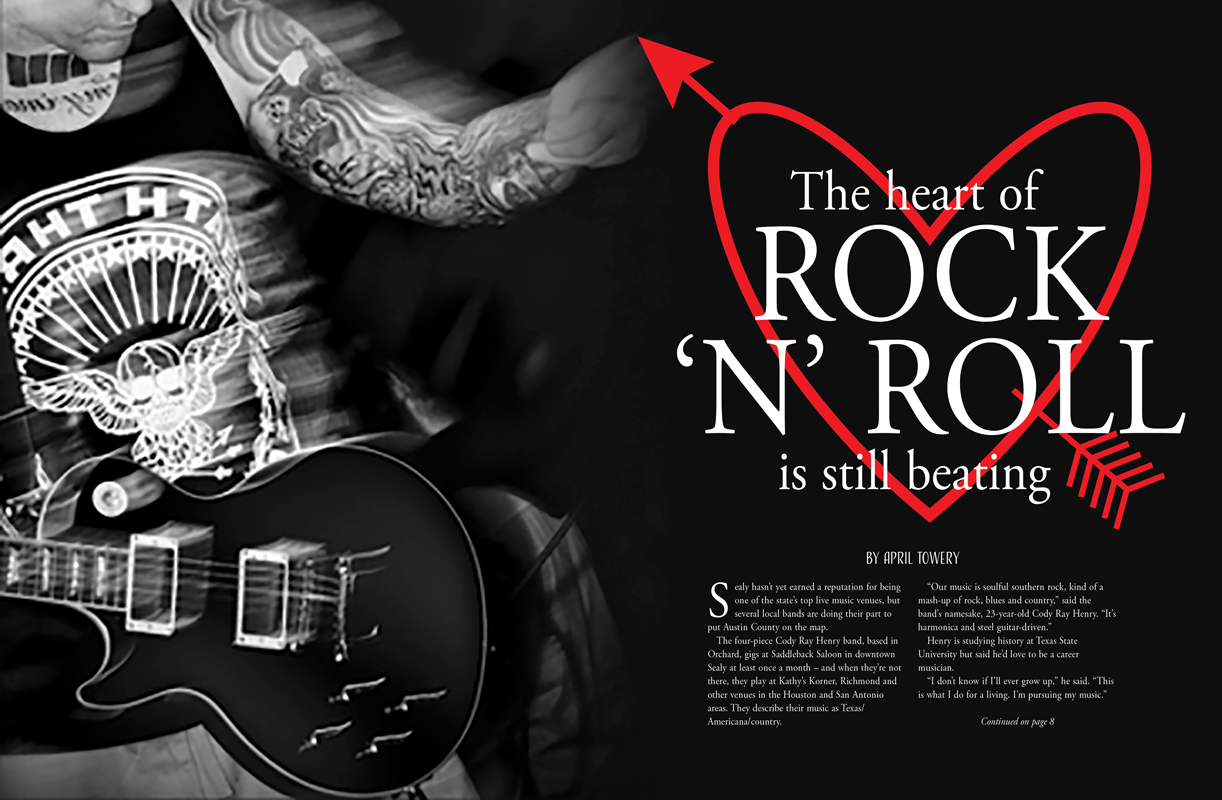 The heart of
ROCK
‘N’ ROLL
is still beating
BY APRIL TOWERY
Sealy hasn’t yet earned a reputation for being
one of the state’s top live music venues, but
several local bands are doing their part to
put Austin County on the map.
The four-piece Cody Ray Henry band, based in
Orchard, gigs at Saddleback Saloon in downtown
Sealy at least once a month – and when they’re not
there, they play at Kathy’s Korner, Richmond and
other venues in the Houston and San Antonio
areas. They describe their music as Texas/
Americana/country.
“Our music is soulful southern rock, kind of a
mash-up of rock, blues and country,” said the
band’s namesake, 23-year-old Cody Ray Henry. “It’s
harmonica and steel guitar-driven.”
Henry is studying history at Texas State
University but said he’d love to be a career
musician.
“I don’t know if I’ll ever grow up,” he said. “This
is what I do for a living. I’m pursuing my music.”
Continued on page 8